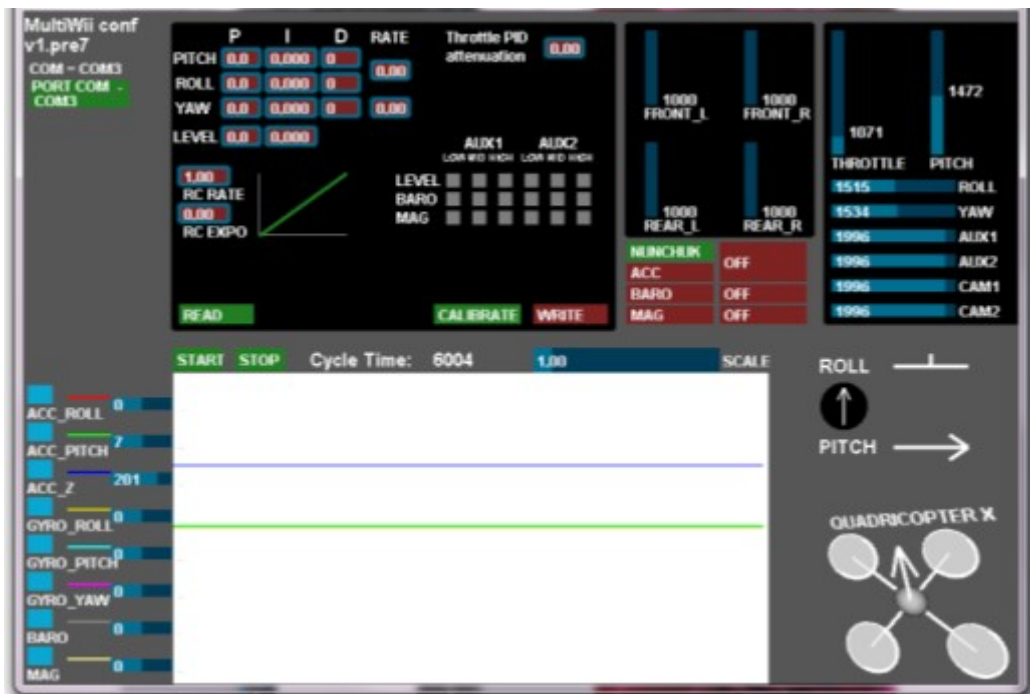 MultiWii conf
v1.pre7
COM - COM3
PORT COM -
COM3
P I D RATE
PITCH 0,0 0,000 0
0,00
ROLL 0,0 0,000 0
YAW 0,0 0,000 0 0,00
LEVEL 0,0 0,000
Throttle PID
attenuation
0,00
1,00
RC RATE
0,00
RC EXPO
AUX1 AUX2
LOW MID HIGH LOW MID HIGH
LEVEL
BARO
MAG
READ
CALIBRATE WRITE
1000
FRONT_L
1000
FRONT_R
1000
REAR_L
1000
REAR_R
NUNCHUK
ACC
OFF
BARO OFF
MAG OFF
1071
THROTTLE
1472
PITCH
1515 ROLL
1534 YAW
1996 AUX1
1996 AUX2
1996 CAM1
1996 CAM2
START STOP Cycle Time: 6004 1,00 SCALE
ACC_ROLL 0
ACC_PITCH 7
ACC_Z 201
GYRO_ROLL 0
GYRO_PITCH 0
GYRO_YAW 0
BARO 0
MAG 0
ROLL
PITCH
QUADRICOPTER X